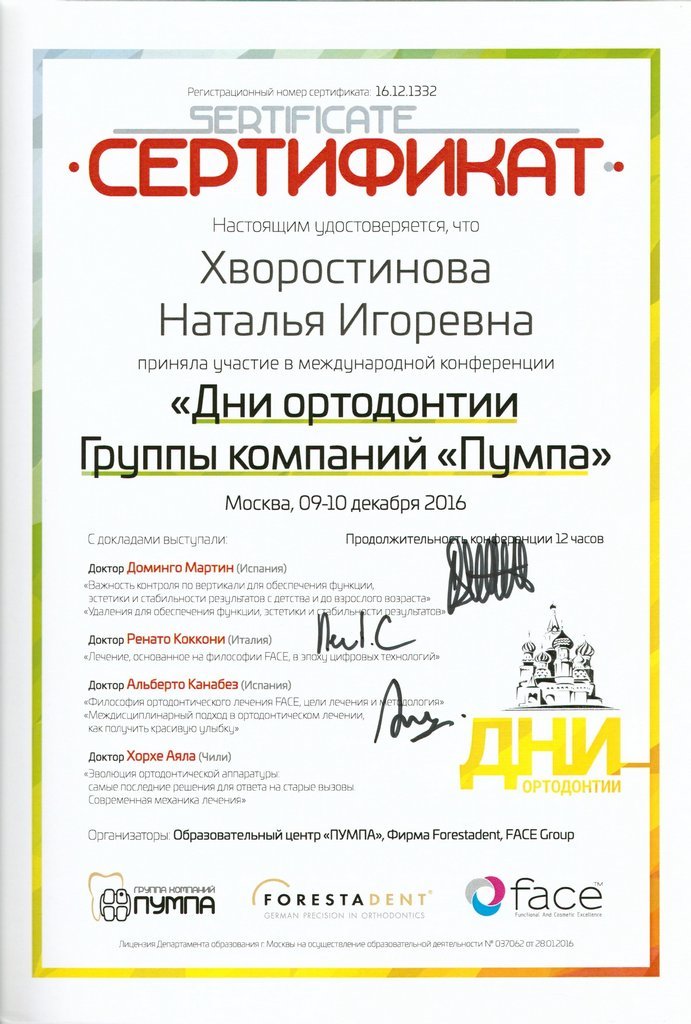 Регистрационный номер сертификата: 16.12.1332
SERTIFICATE
СЕРТИФИКАТ
Настоящим удостоверяется, что
Хворостинова
Наталья Игоревна
приняла участие в международной конференции
«Дни ортодонтии
Группы компаний «Пумпа»
Москва, 09-10 декабря 2016
С докладами выступали:
Продолжительность конференции 12 часов
Доктор Доминго Мартин (Испания)
«Важность контроля по вертикали для обеспечения функции,
эстетики и стабильности результатов с детства и до взрослого возраста»
«Удаления для обеспечения функции, эстетики и стабильности результатов»
Доктор Ренато Коккони (Италия)
«Лечение, основанное на философии FACE, в эпоху цифровых технологий»
Доктор Альберто Канабез (Испания)
«Философия ортодонтического лечения FACE, цели лечения и методология»
«Междисциплинарный подход в ортодонтическом лечении,
как получить красивую улыбку»
Доктор Хорхе Аяла (Чили)
«Эволюция ортодонтической аппаратуры:
самые последние решения для ответа на старые вызовы.
Современная механика лечения»
ДНИ
ОРТОДОНТИИ
Организаторы: Образовательный центр «ПУМПА», Фирма Forestadent, FACE Group
ГРУППА КОМПАНИЙ
ПУМПА
FORESTADENT®
GERMAN PRECISION IN ORTHODONTICS
face™
Functional And Cosmetic Excellence
Лицензия Департамента образования г. Москвы на осуществление образовательной деятельности № 037062 от 28.01.2016